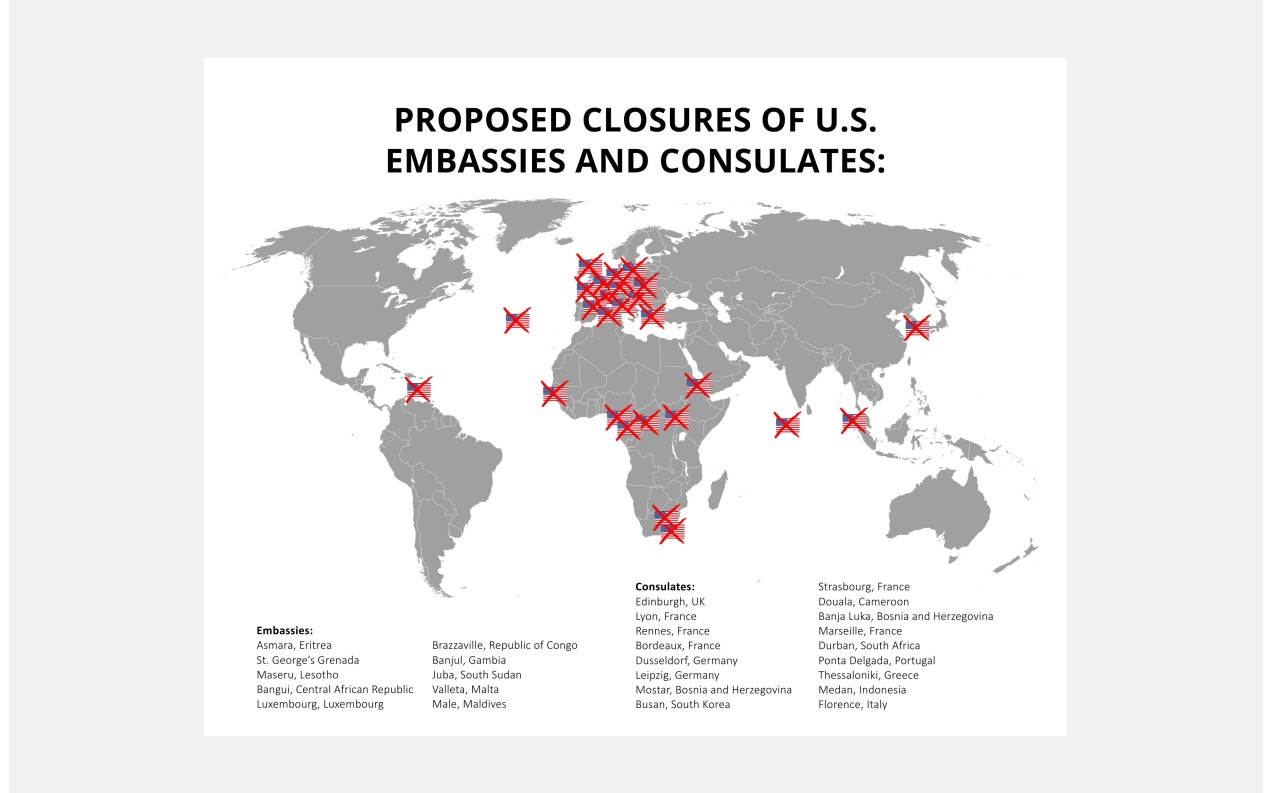 PROPOSED CLOSURES OF U.S.
EMBASSIES AND CONSULATES:
Embassies:
Asmara, Eritrea
St. George’s Grenada
Maseru, Lesotho
Bangui, Central African Republic
Luxembourg, Luxembourg
Brazzaville, Republic of Congo
Banjul, Gambia
Juba, South Sudan
Valleta, Malta
Male, Maldives
Consulates:
Edinburgh, UK
Lyon, France
Rennes, France
Bordeaux, France
Dusseldorf, Germany
Leipzig, Germany
Mostar, Bosnia and Herzegovina
Busan, South Korea
Strasbourg, France
Douala, Cameroon
Banja Luka, Bosnia and Herzegovina
Marseille, France
Durban, South Africa
Ponta Delgada, Portugal
Thessaloniki, Greece
Medan, Indonesia
Florence, Italy